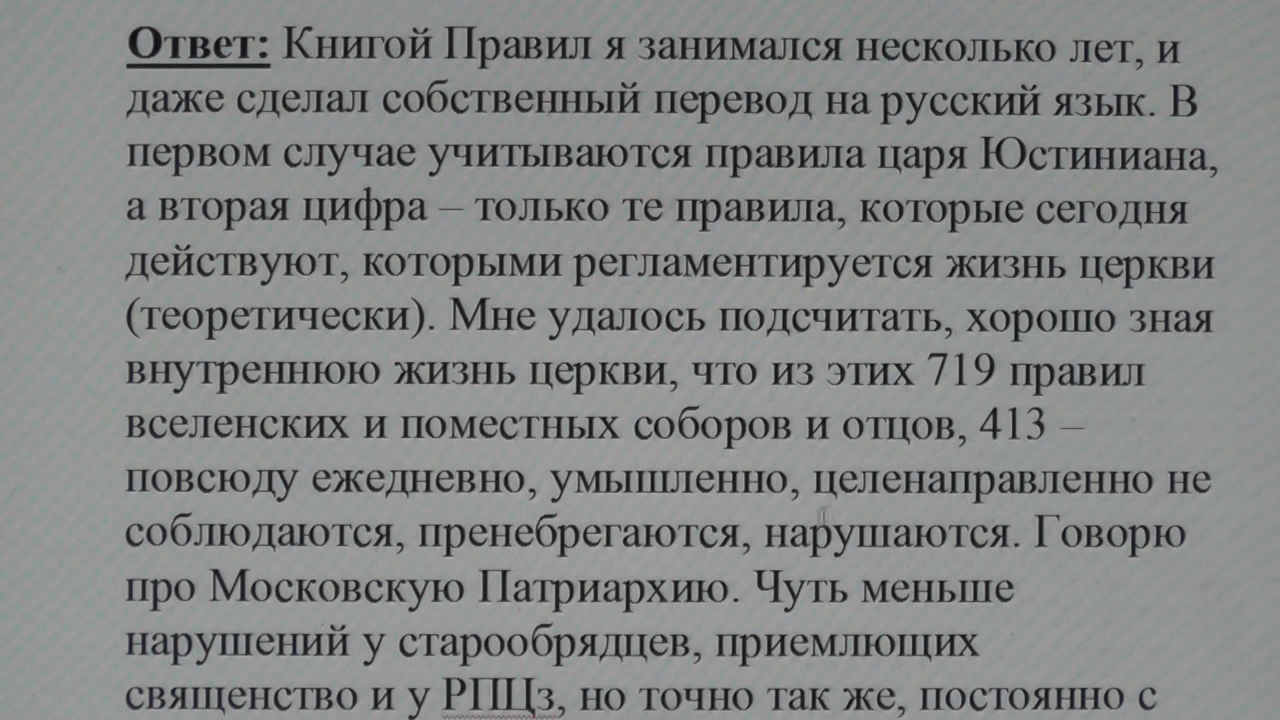 Ответ: Книгой Правил я занимался несколько лет, и
даже сделал собственный перевод на русский язык. В
первом случае учитываются правила царя Юстиниана,
а вторая цифра – только те правила, которые сегодня
действуют, которыми регламентируется жизнь церкви
(теоретически). Мне удалось подсчитать, хорошо зная
внутреннюю жизнь церкви, что из этих 719 правил
вселенских и поместных соборов и отцов, 413 –
повсюду ежедневно, умышленно, целенаправленно не
соблюдаются, пренебрегаются, нарушаются. Говорю
про Московскую Патриархию. Чуть меньше
нарушений у старообрядцев, приемлющих
священство и у РПЦз, но точно так же, постоянно с